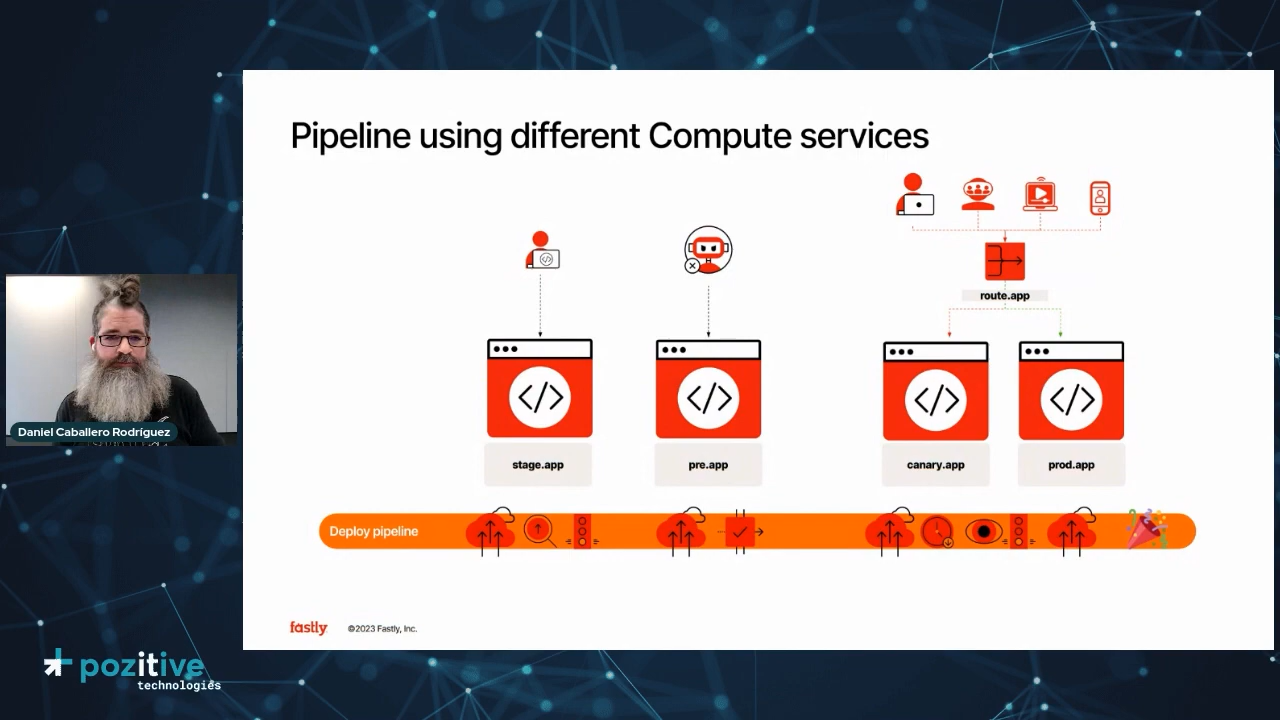 Pipeline using different Compute services
route.app
stage.app
pre.app
canary.app
prod.app
Deploy pipeline
fastly
©2023 Fastly, Inc.
Daniel Caballero Rodríguez
pozitive
technologies